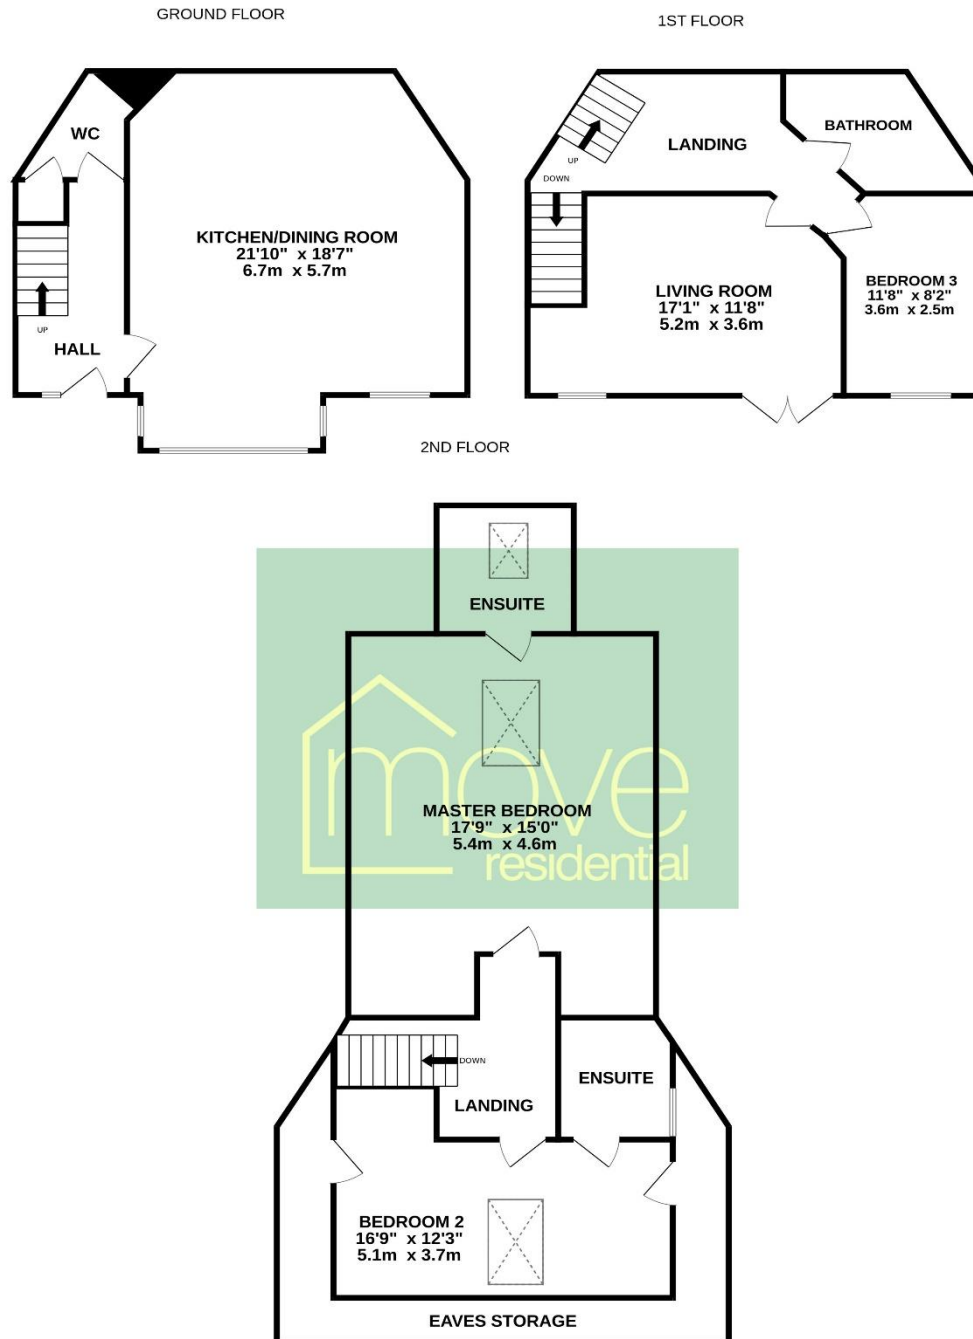 GROUND FLOOR
1ST FLOOR
WC
KITCHEN/DINING ROOM
21'10" x 18'7"
6.7m x 5.7m
UP
HALL
LANDING
BATHROOM
UP
DOWN
LIVING ROOM
17'1" x 11'8"
5.2m x 3.6m
BEDROOM 3
11'8" x 8'2"
3.6m x 2.5m
2ND FLOOR
ENSUITE
move
residential
MASTER BEDROOM
17'9" x 15'0"
5.4m x 4.6m
DOWN
LANDING
ENSUITE
BEDROOM 2
16'9" x 12'3"
5.1m x 3.7m
EAVES STORAGE